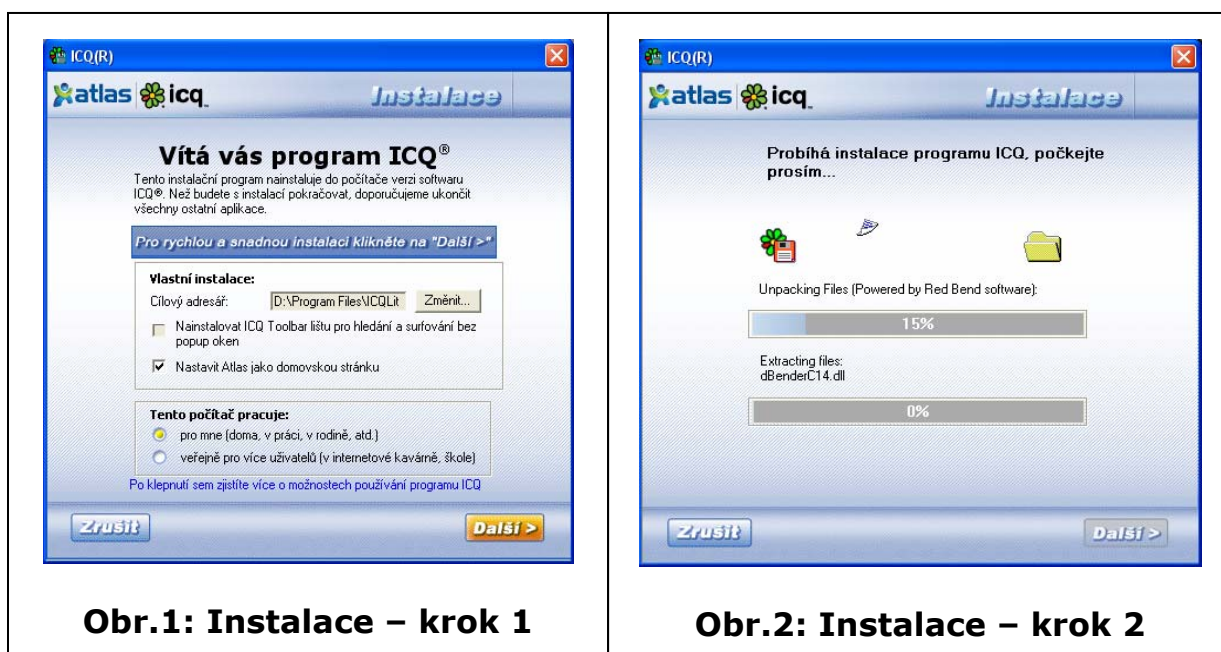 ICQ(R)
atlas icq
Instalace
Vítá vás program ICQ®
Tento instalační program nainstaluje do počítače verzi softwaru
ICQ®. Než budete s instalací pokračovat, doporučujeme ukončit
všechny ostatní aplikace.
Pro rychlou a snadnou instalaci klikněte na "Další >"
Vlastní instalace:
Cílový adresář: D:\Program Files\ICQLit Změnit...
Nainstalovat ICQ Toolbar lištu pro hledání a surfování bez
popup oken
Nastavit Atlas jako domovskou stránku
Tento počítač pracuje:
pro mne (doma, v práci, v rodině, atd.)
veřejně pro více uživatelů (v internetové kavárně, škole)
Po klepnutí sem zjistíte více o možnostech používání programu ICQ
Zrušit Další >
Obr.1: Instalace – krok 1
ICQ(R)
atlas icq
Instalace
Probíhá instalace programu ICQ, počkejte
prosím...
Unpacking Files (Powered by Red Bend software):
15%
Extracting files:
dBenderC14.dll
0%
Zrušit Další >
Obr.2: Instalace – krok 2